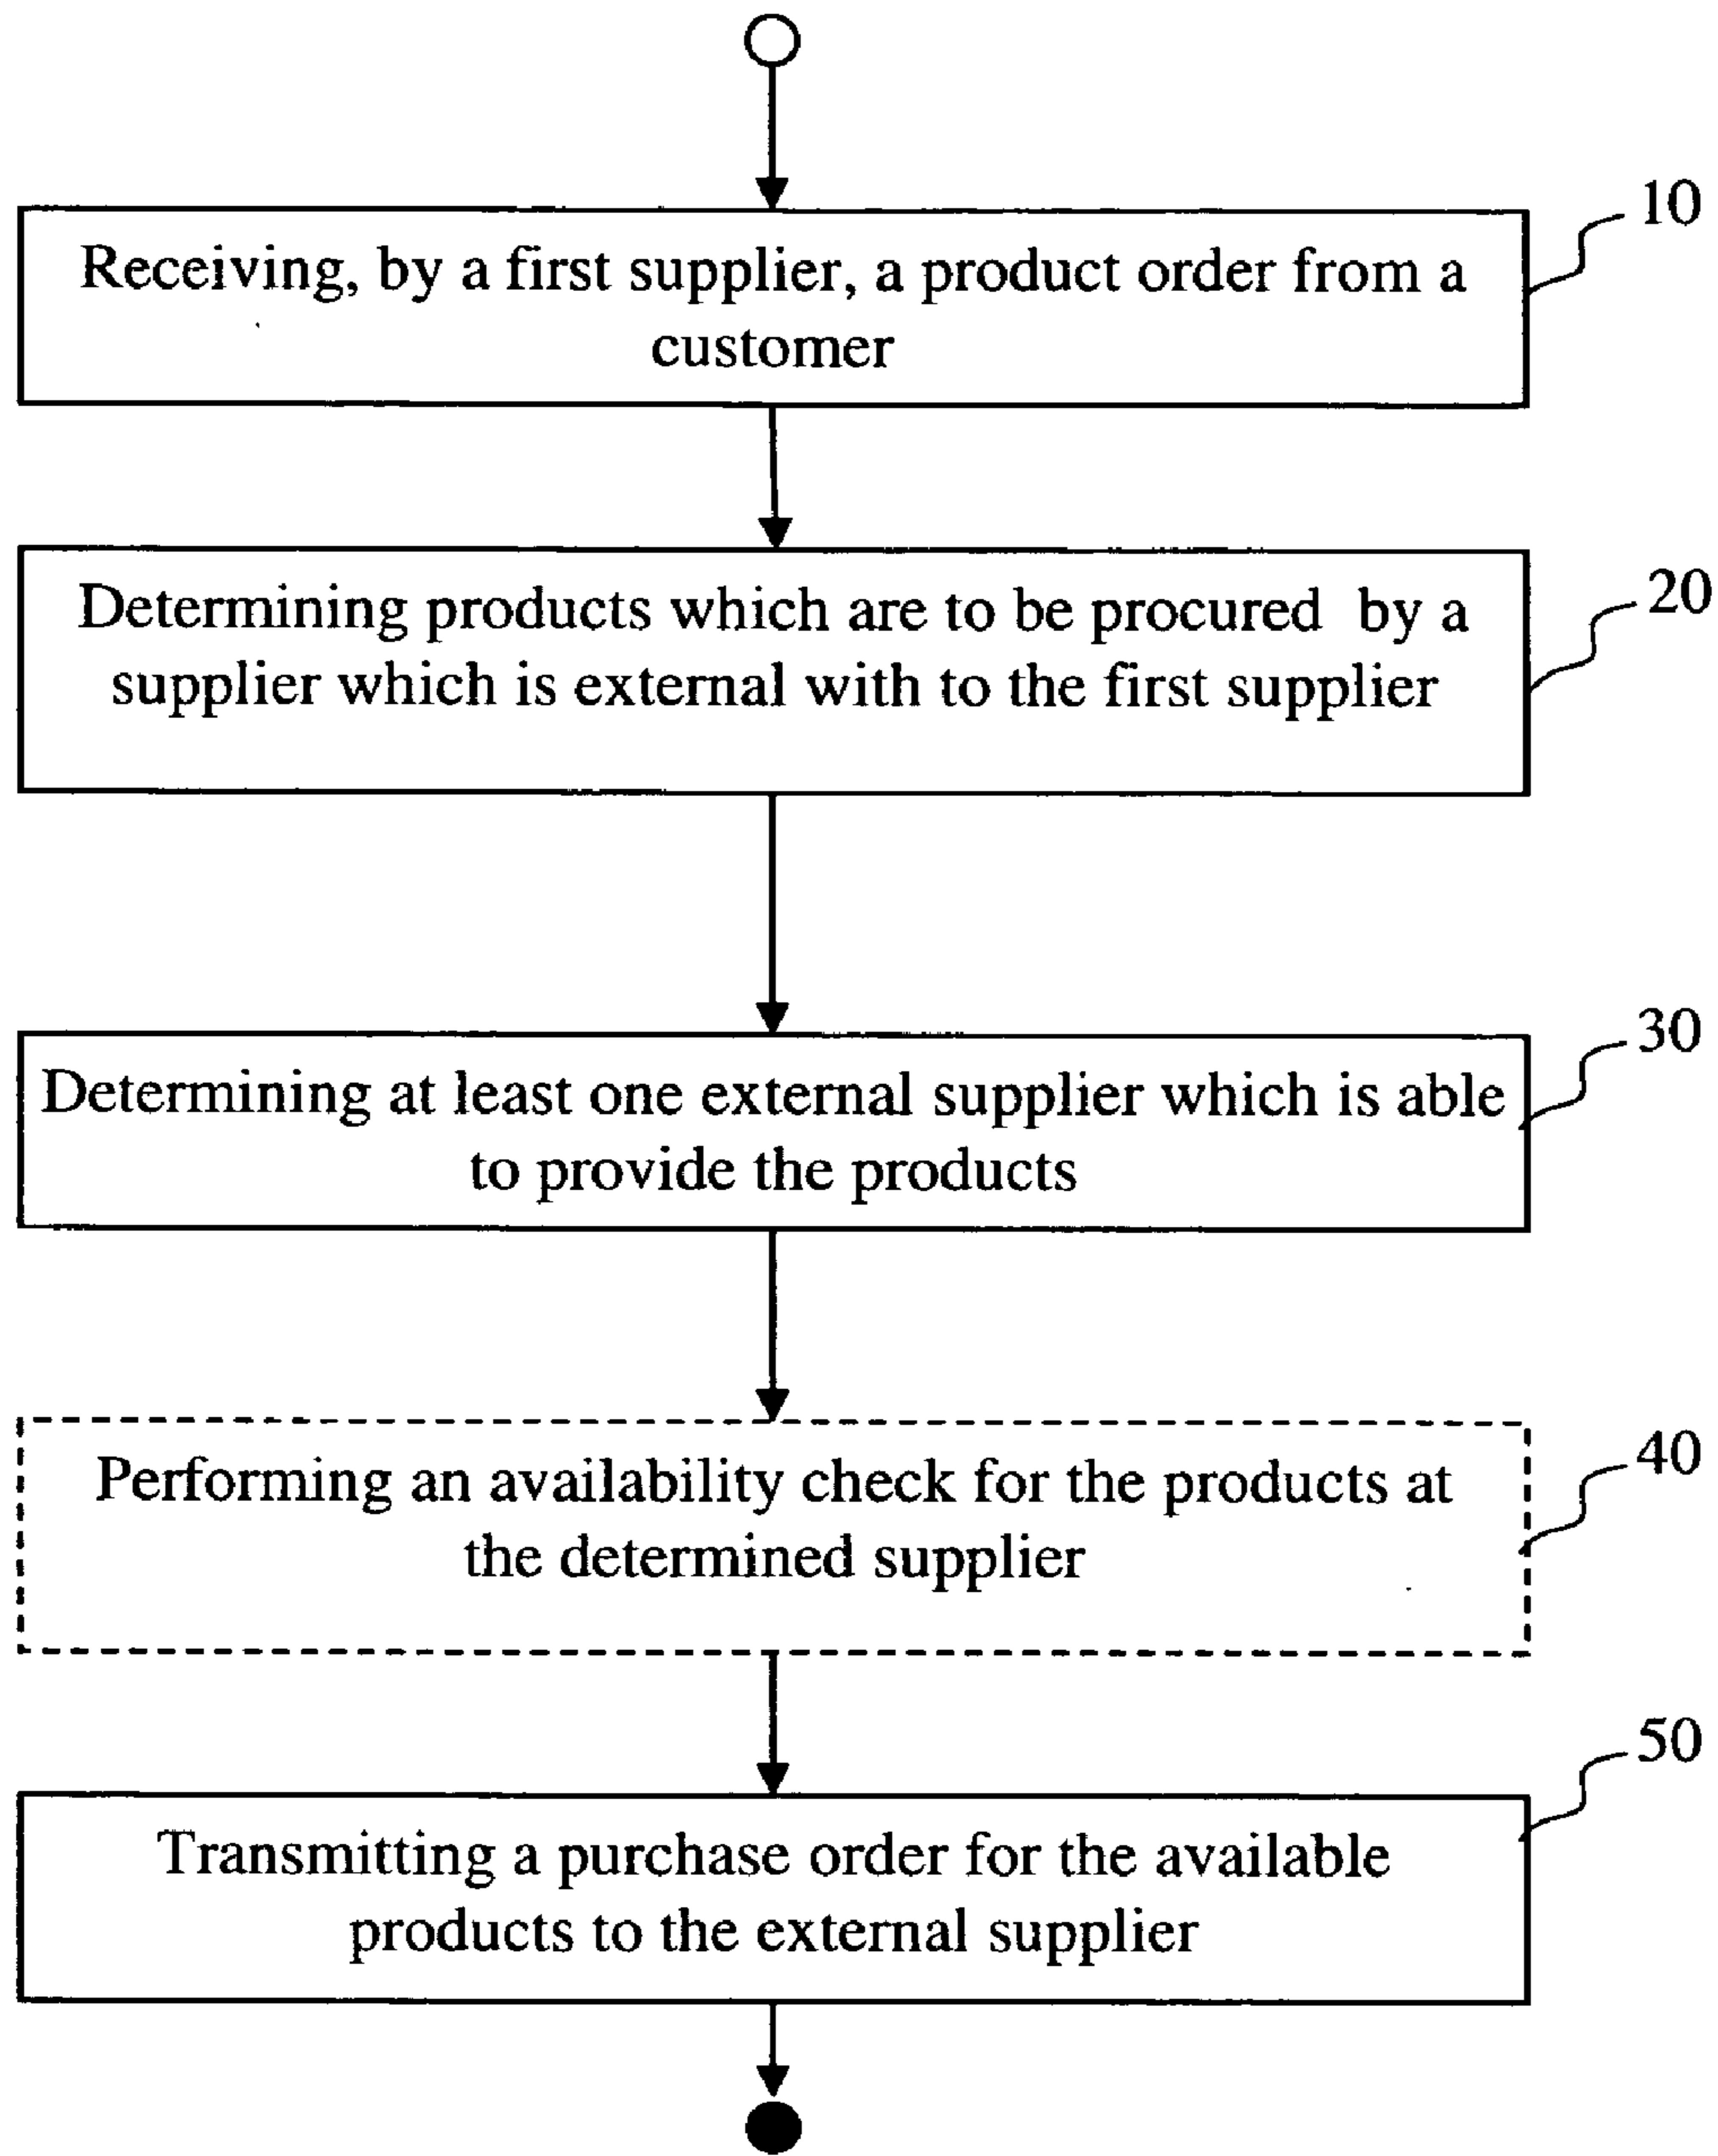 10
Receiving, by a first supplier, a product order from a
customer
20
Determining products which are to be procured by a
supplier which is external with to the first supplier
30
Determining at least one external supplier which is able
to provide the products
40
Performing an availability check for the products at
the determined supplier
50
Transmitting a purchase order for the available
products to the external supplier